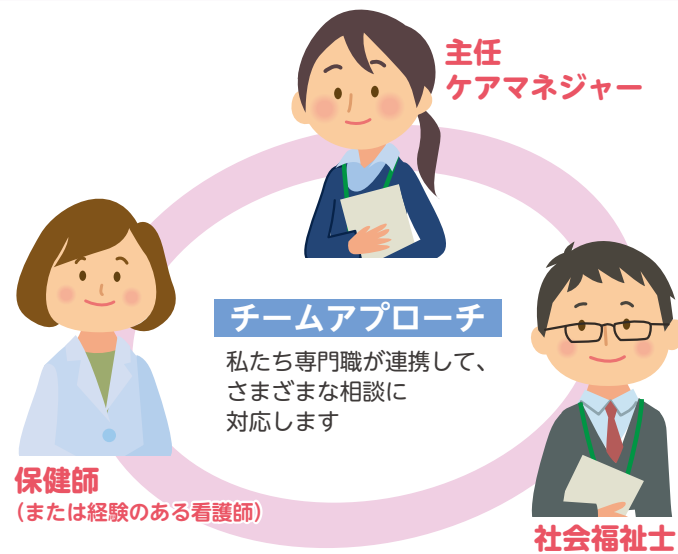 主任
ケアマネジャー
チームアプローチ
私たち専門職が連携して、
さまざまな相談に
対応します
保健師
（または経験のある看護師）
社会福祉士